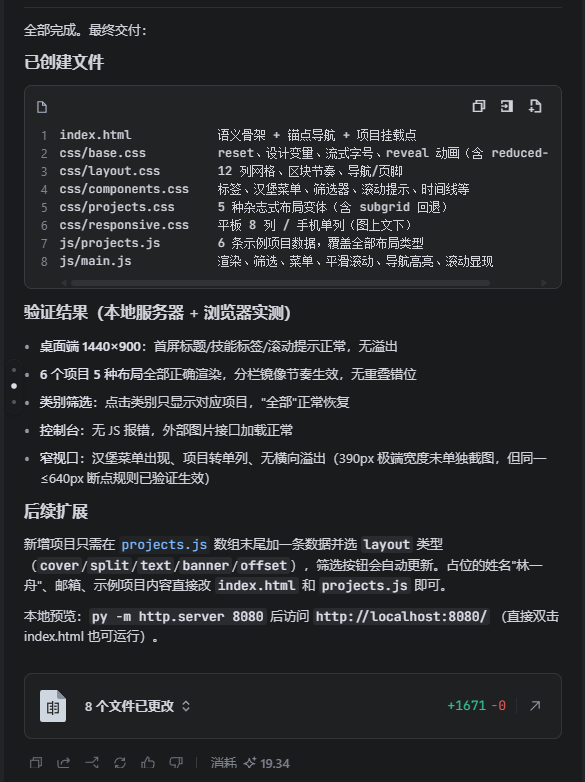 全部完成。最终交付：
已创建文件
1 index.html 语义骨架 + 锚点导航 + 项目挂载点
2 css/base.css reset、设计变量、流式字号、reveal 动画（含 reduced-
3 css/layout.css 12 列网格、区块节奏、导航/页脚
4 css/components.css 标签、汉堡菜单、筛选器、滚动提示、时间线等
5 css/projects.css 5 种杂志式布局变体（含 subgrid 回退）
6 css/responsive.css 平板 8 列 / 手机单列（图上文下）
7 js/projects.js 6 条示例项目数据，覆盖全部布局类型
8 js/main.js 渲染、筛选、菜单、平滑滚动、导航高亮、滚动显现
验证结果（本地服务器 + 浏览器实测）
• 桌面端 1440×900：首屏标题/技能标签/滚动提示正常，无溢出
• 6 个项目 5 种布局全部正确渲染，分栏镜像节奏生效，无重叠错位
• 类别筛选：点击类别只显示对应项目，"全部"正常恢复
• 控制台：无 JS 报错，外部图片接口加载正常
• 窄视口：汉堡菜单出现、项目转单列、无横向溢出（390px 极端宽度未单独截图，但同一
≤640px 断点规则已验证生效）
后续扩展
新增项目只需在 projects.js 数组末尾加一条数据并选 layout 类型
（cover/split/text/banner/offset），筛选按钮会自动更新。占位的姓名"林一
舟"、邮箱、示例项目内容直接改 index.html 和 projects.js 即可。
本地预览：py -m http.server 8080 后访问 http://localhost:8080/ （直接双击
index.html 也可运行）。
8 个文件已更改 +1671 -0
消耗 19.34